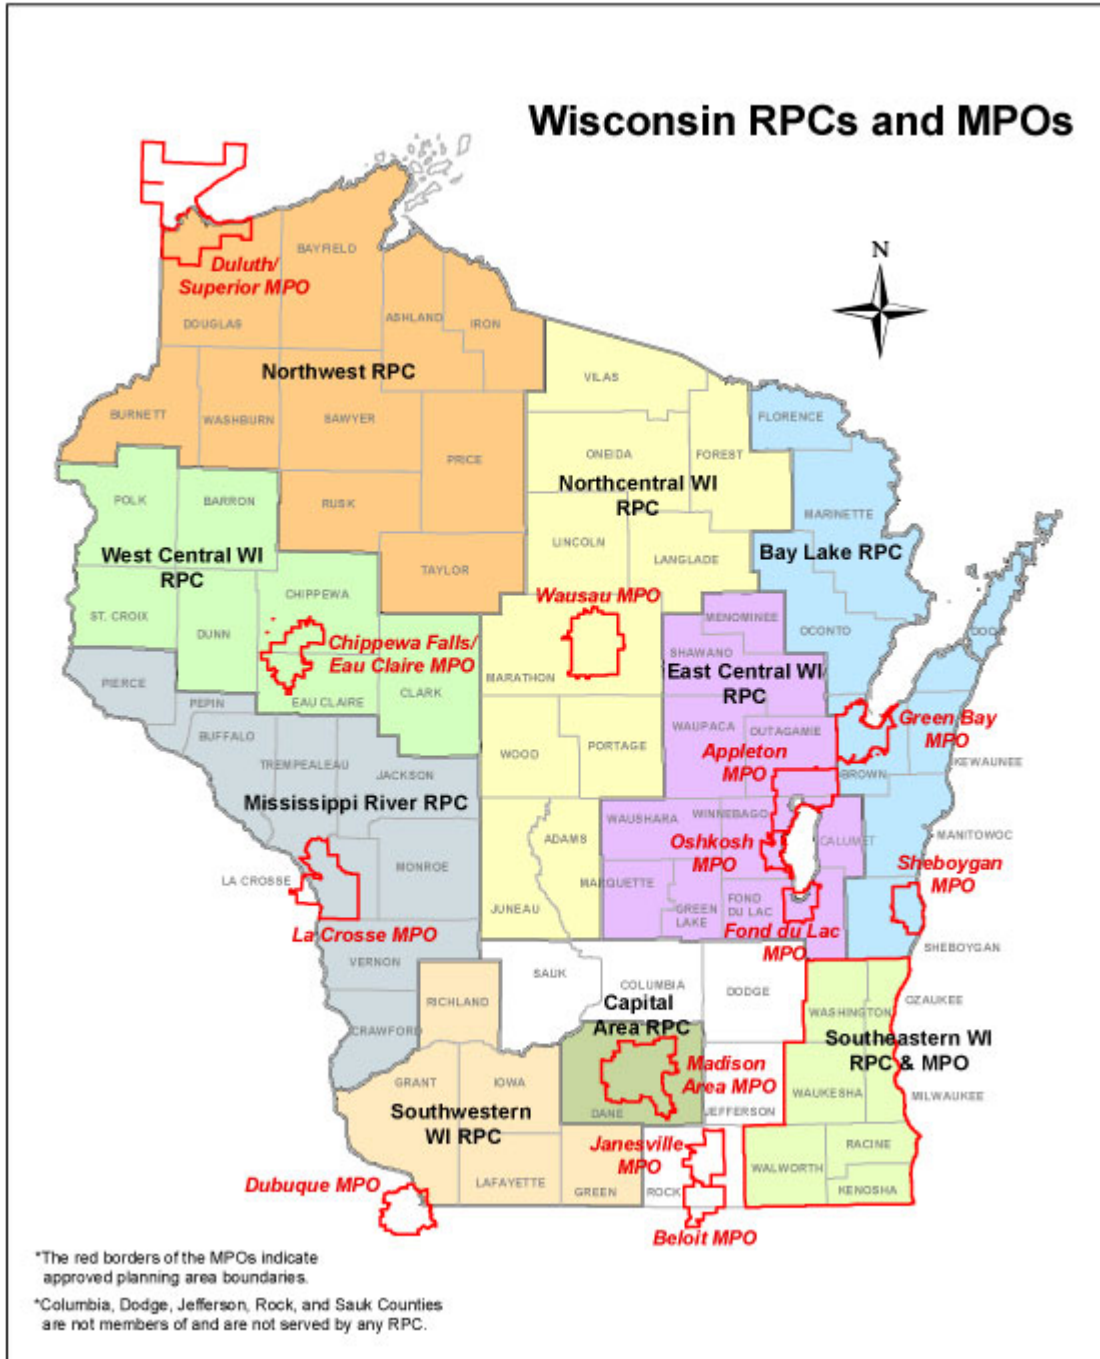 Wisconsin RPCs and MPOs
N
Duluth/
Superior MPO
BAYFIELD
DOUGLAS
ASHLAND
IRON
Northwest RPC
BURNETT
WASHBURN
SAWYER
PRICE
RUSK
TAYLOR
VILAS
FLORENCE
ONEIDA
FOREST
Northcentral WI
RPC
LINCOLN
LANGLADE
MARINETTE
Bay Lake RPC
OCONTO
DOOR
POLK
BARRON
West Central WI
RPC
ST. CROIX
DUNN
CHIPPEWA
Chippewa Falls/
Eau Claire MPO
EAU CLAIRE
CLARK
Wausau MPO
MARATHON
MENOMINEE
SHAWANO
East Central WI
RPC
WAUPACA
OUTAGAMIE
Appleton
MPO
Green Bay
MPO
BROWN
KEWAUNEE
PIERCE
PEPIN
BUFFALO
TREMPEALEAU
JACKSON
Mississippi River RPC
WOOD
PORTAGE
ADAMS
JUNEAU
WAUSHARA
WINNEBAGO
CALUMET
MANITOWOC
Oshkosh
MPO
Sheboygan
MPO
MARQUETTE
GREEN
LAKE
FOND
DU LAC
Fond du Lac
MPO
SHEBOYGAN
LA CROSSE
MONROE
La Crosse MPO
VERNON
CRAWFORD
RICHLAND
SAUK
COLUMBIA
DODGE
Capital
Area RPC
Madison
Area MPO
DANE
JEFFERSON
WASHINGTON
OZAUKEE
Southeastern WI
RPC & MPO
WAUKESHA
MILWAUKEE
GRANT
IOWA
Southwestern
WI RPC
LAFAYETTE
GREEN
Janesville
MPO
ROCK
Beloit MPO
WALWORTH
RACINE
KENOSHA
Dubuque MPO
*The red borders of the MPOs indicate
approved planning area boundaries.
*Columbia, Dodge, Jefferson, Rock, and Sauk Counties
are not members of and are not served by any RPC.